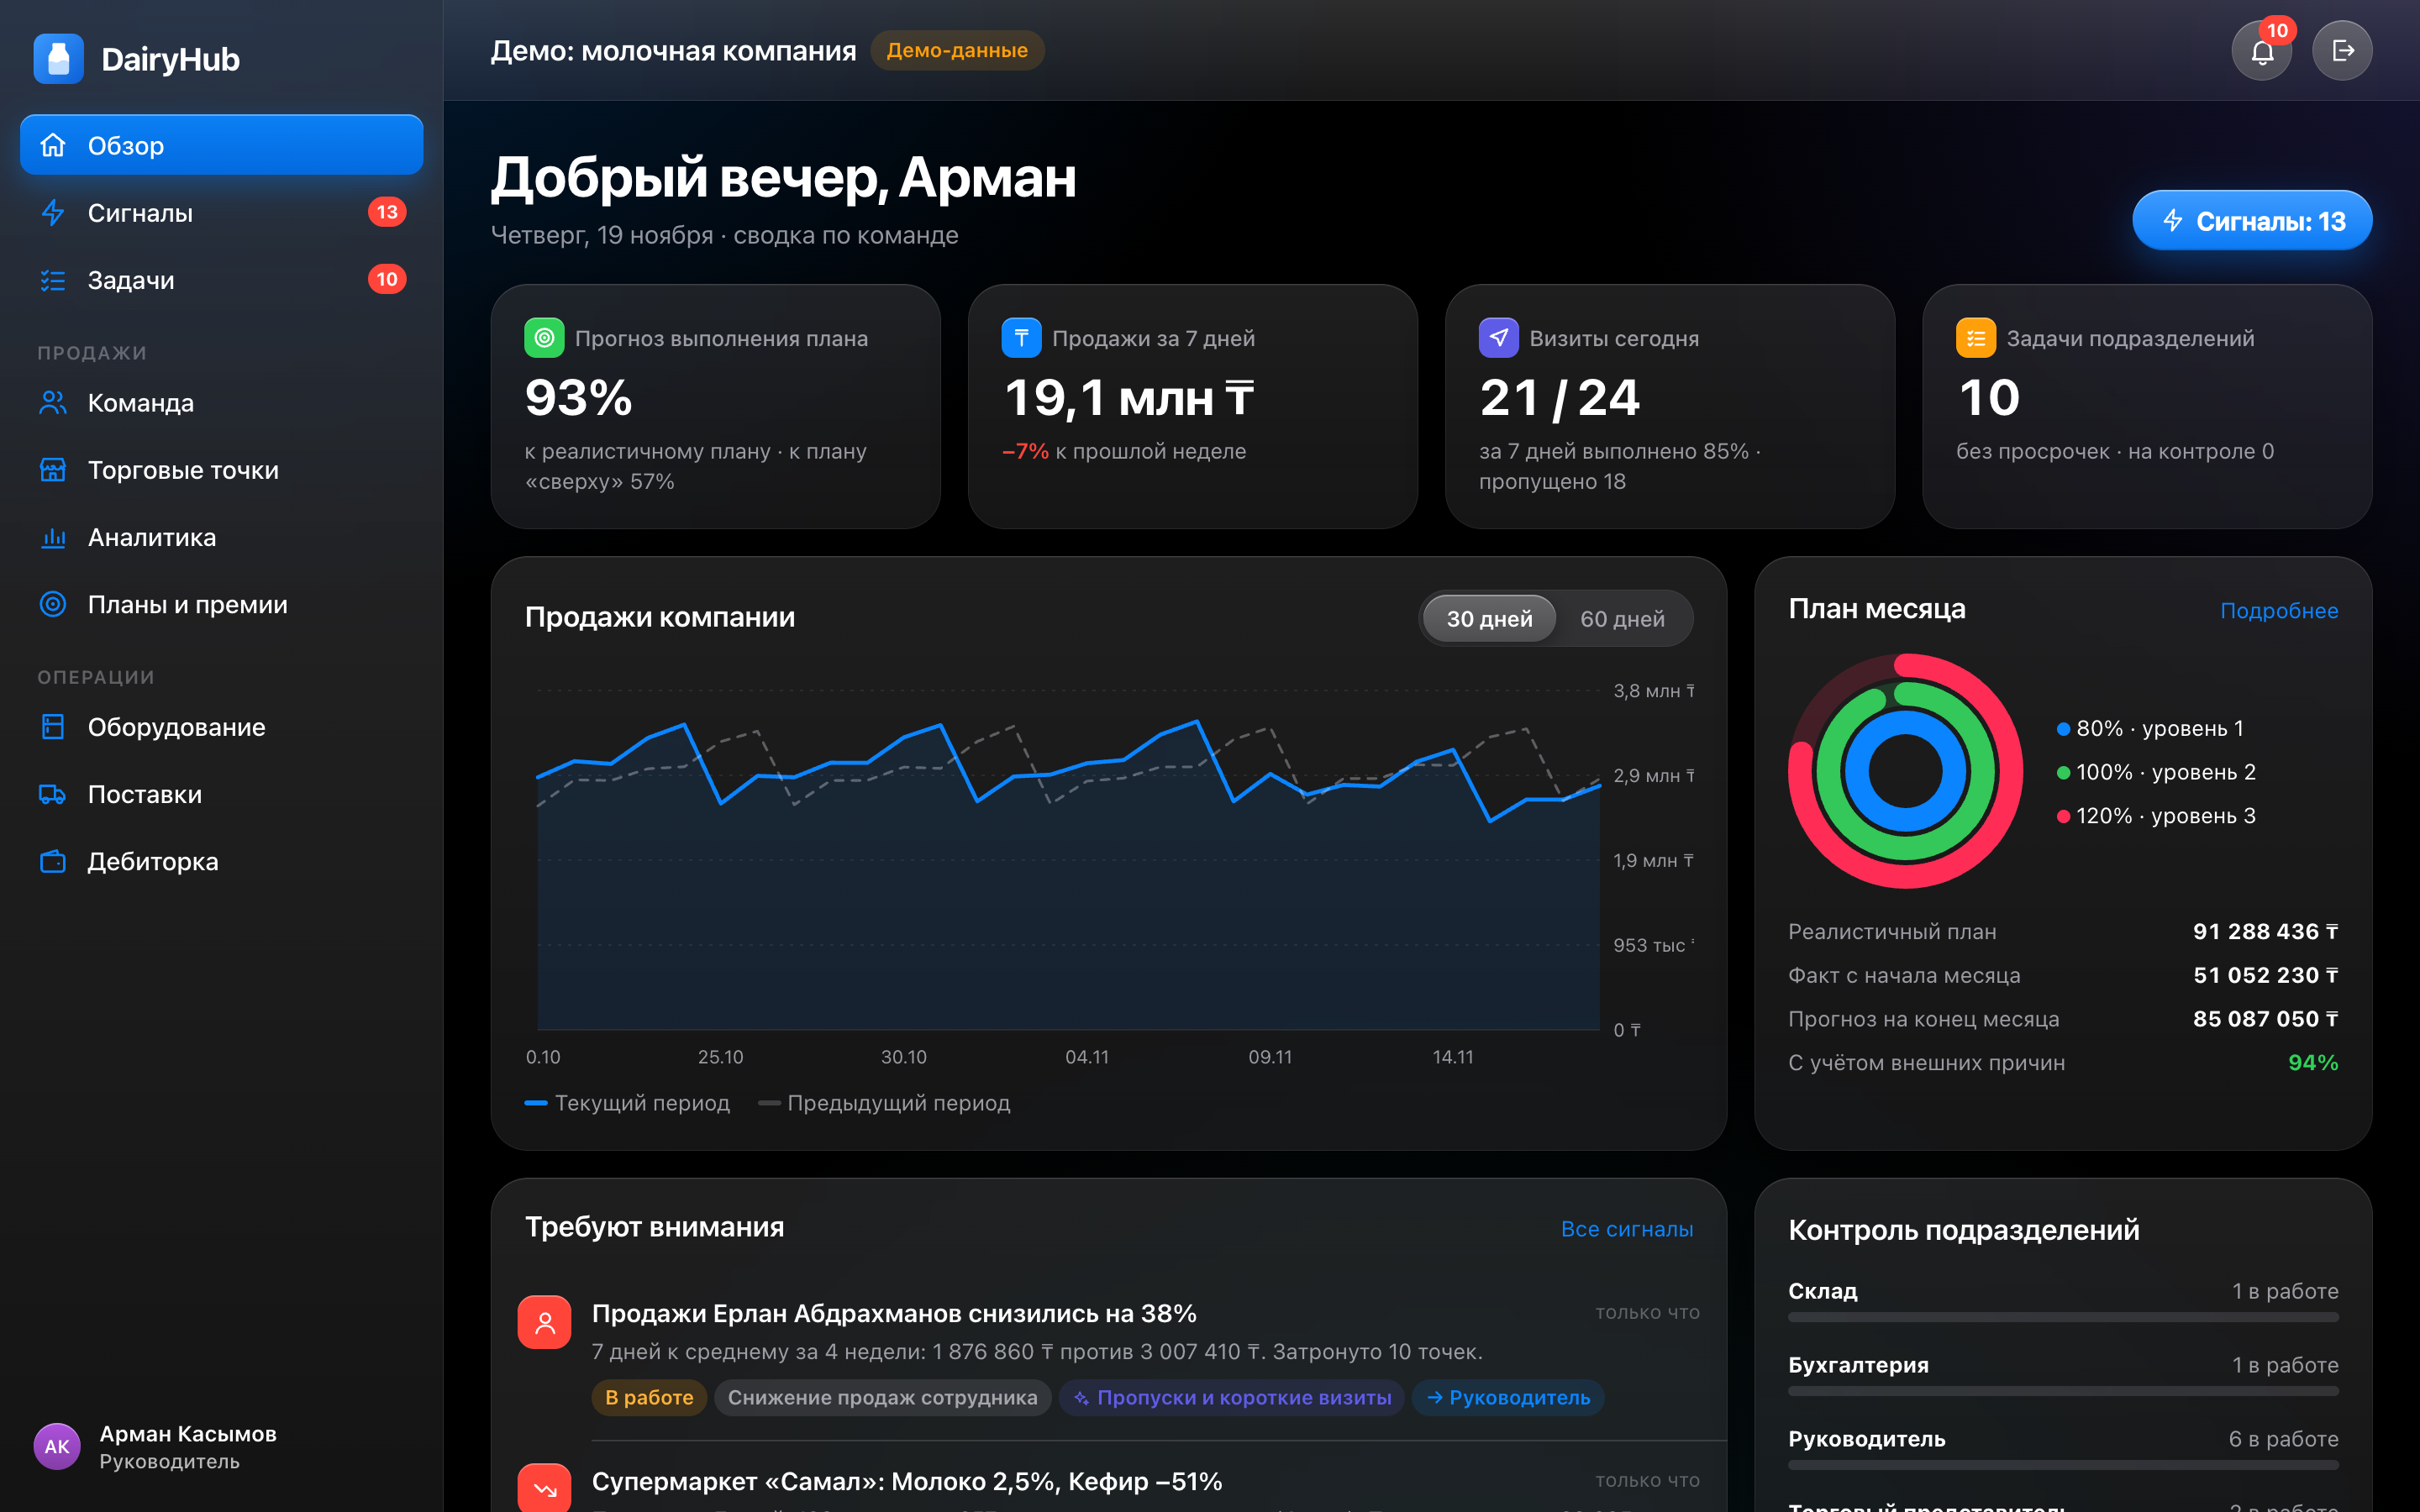 DairyHub
Обзор
Сигналы 13
Задачи 10
ПРОДАЖИ
Команда
Торговые точки
Аналитика
Планы и премии
ОПЕРАЦИИ
Оборудование
Поставки
Дебиторка
АК
Арман Касымов
Руководитель
Демо: молочная компания Демо-данные
10
Добрый вечер, Арман
Четверг, 19 ноября · сводка по команде
Сигналы: 13
Прогноз выполнения плана
93%
к реалистичному плану · к плану
«сверху» 57%
Продажи за 7 дней
19,1 млн ₸
−7% к прошлой неделе
Визиты сегодня
21 / 24
за 7 дней выполнено 85% ·
пропущено 18
Задачи подразделений
10
без просрочек · на контроле 0
Продажи компании
30 дней 60 дней
3,8 млн ₸
2,9 млн ₸
1,9 млн ₸
953 тыс
0 ₸
0.10 25.10 30.10 04.11 09.11 14.11
Текущий период Предыдущий период
План месяца Подробнее
80% · уровень 1
100% · уровень 2
120% · уровень 3
Реалистичный план 91 288 436 ₸
Факт с начала месяца 51 052 230 ₸
Прогноз на конец месяца 85 087 050 ₸
С учётом внешних причин 94%
Требуют внимания Все сигналы
Продажи Ерлан Абдрахманов снизились на 38% только что
7 дней к среднему за 4 недели: 1 876 860 ₸ против 3 007 410 ₸. Затронуто 10 точек.
В работе Снижение продаж сотрудника Пропуски и короткие визиты → Руководитель
Супермаркет «Самал»: Молоко 2,5%, Кефир −51% только что
Контроль подразделений
Склад 1 в работе
Бухгалтерия 1 в работе
Руководитель 6 в работе